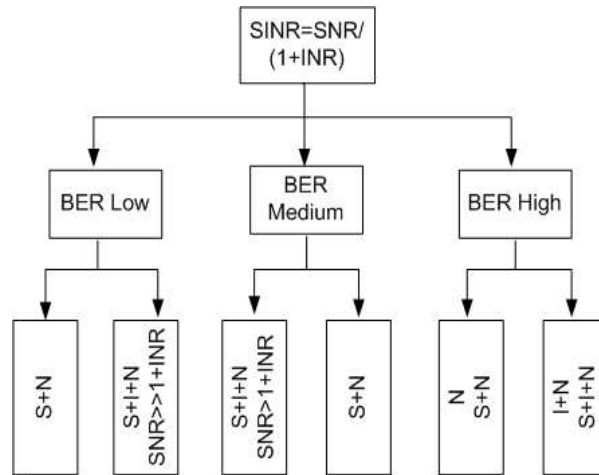 SINR=SNR/
(1+INR)
BER Low
BER
Medium
BER High
S+N
S+I+N
SNR>>1+INR
S+I+N
SNR>1+INR
S+N
N
S+N
I+N
S+I+N